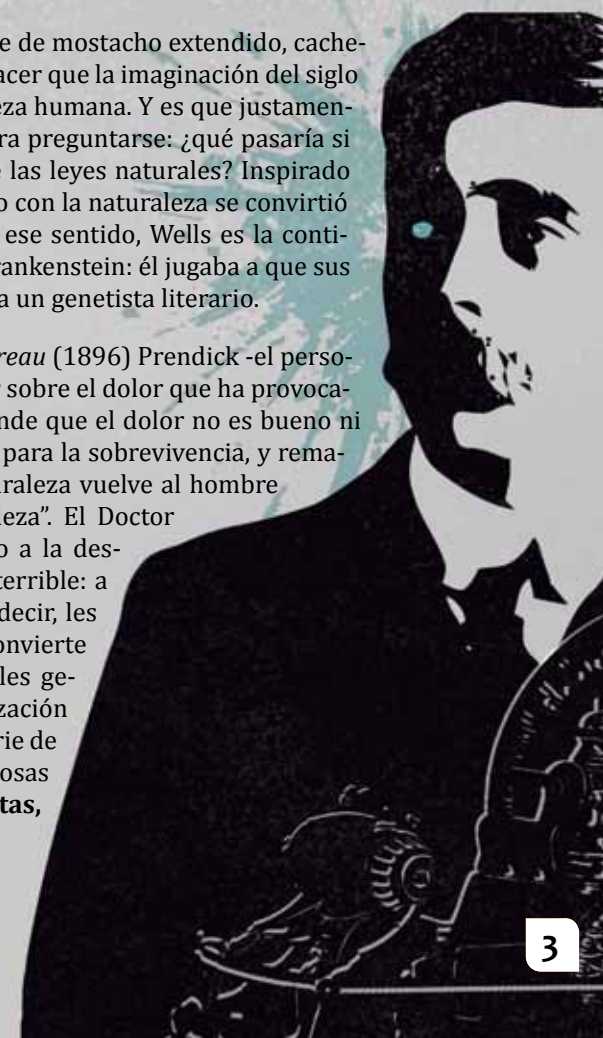 e de mostacho extendido, cache-
acer que la imaginación del siglo
eza humana. Y es que justamen-
ra preguntarse: ¿qué pasaría si
e las leyes naturales? Inspirado
o con la naturaleza se convirtió
ese sentido, Wells es la conti-
rankenstein: él jugaba a que sus
a un genetista literario.
reau (1896) Prendick -el perso-
r sobre el dolor que ha provoca-
nde que el dolor no es bueno ni
para la sobrevivencia, y rema-
uraleza vuelve al hombre
leza”. El Doctor
o a la des-
terrible: a
decir, les
onvierte
les ge-
zación
rie de
osas
tas,
3